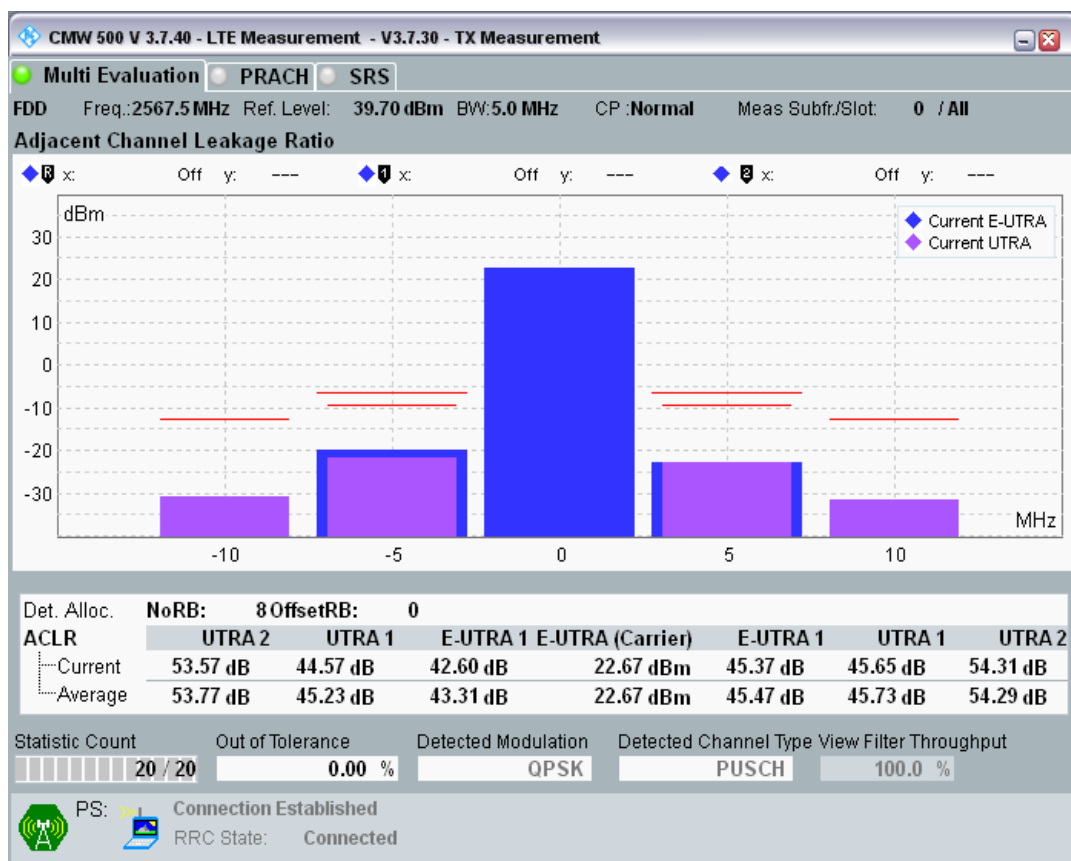 CMW 500 V 3.7.40 - LTE Measurement - V3.7.30 - TX Measurement
Multi Evaluation PRACH SRS
FDD Freq.:2567.5 MHz Ref. Level: 39.70 dBm BW:5.0 MHz CP :Normal Meas Subfr./Slot: 0 / All
Adjacent Channel Leakage Ratio
R x: Off y: --- 1 x: Off y: --- 2 x: Off y: ---
dBm
Current E-UTRA
Current UTRA
30
20
10
0
-10
-20
-30
MHz
-10 -5 0 5 10
Det. Alloc. NoRB: 8 OffsetRB: 0
ACLR UTRA 2 UTRA 1 E-UTRA 1 E-UTRA (Carrier) E-UTRA 1 UTRA 1 UTRA 2
Current 53.57 dB 44.57 dB 42.60 dB 22.67 dBm 45.37 dB 45.65 dB 54.31 dB
Average 53.77 dB 45.23 dB 43.31 dB 22.67 dBm 45.47 dB 45.73 dB 54.29 dB
Statistic Count Out of Tolerance Detected Modulation Detected Channel Type View Filter Throughput
20 / 20 0.00 % QPSK PUSCH 100.0 %
PS: Connection Established
RRC State: Connected